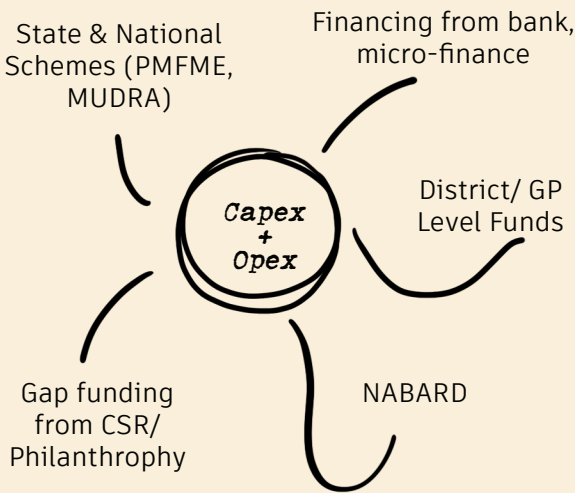 State & National
Schemes (PMFME,
MUDRA)
Financing from bank,
micro-finance
District/ GP
Level Funds
Capex
+
Opex
Gap funding
from CSR/
Philanthrophy
NABARD